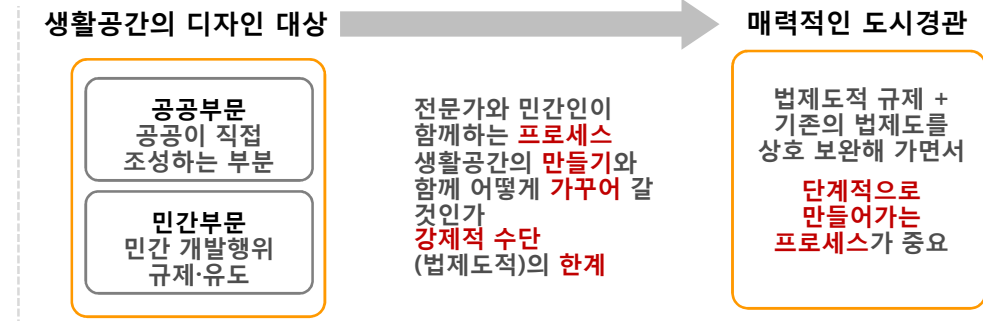 생활공간의 디자인 대상
매력적인 도시경관
공공부문
공공이 직접
조성하는 부분
민간부문
민간 개발행위
규제·유도
전문가와 민간인이
함께하는 프로세스
생활공간의 만들기와
함께 어떻게 가꾸어 갈
것인가
강제적 수단
(법제도적)의 한계
법제도적 규제 +
기존의 법제도를
상호 보완해 가면서
단계적으로
만들어가는
프로세스가 중요